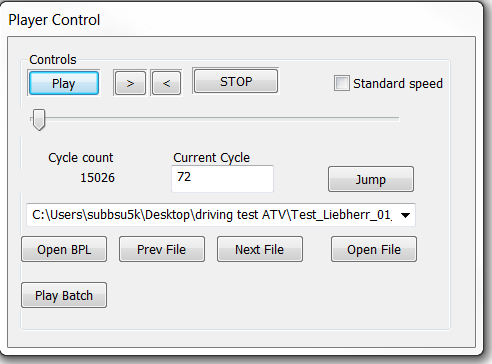 Player Control
Controls
Play > < STOP Standard speed
Cycle count Current Cycle
15026 72 Jump
C:\Users\subbsu5k\Desktop\driving test ATV\Test_Liebherr_01_
Open BPL Prev File Next File Open File
Play Batch